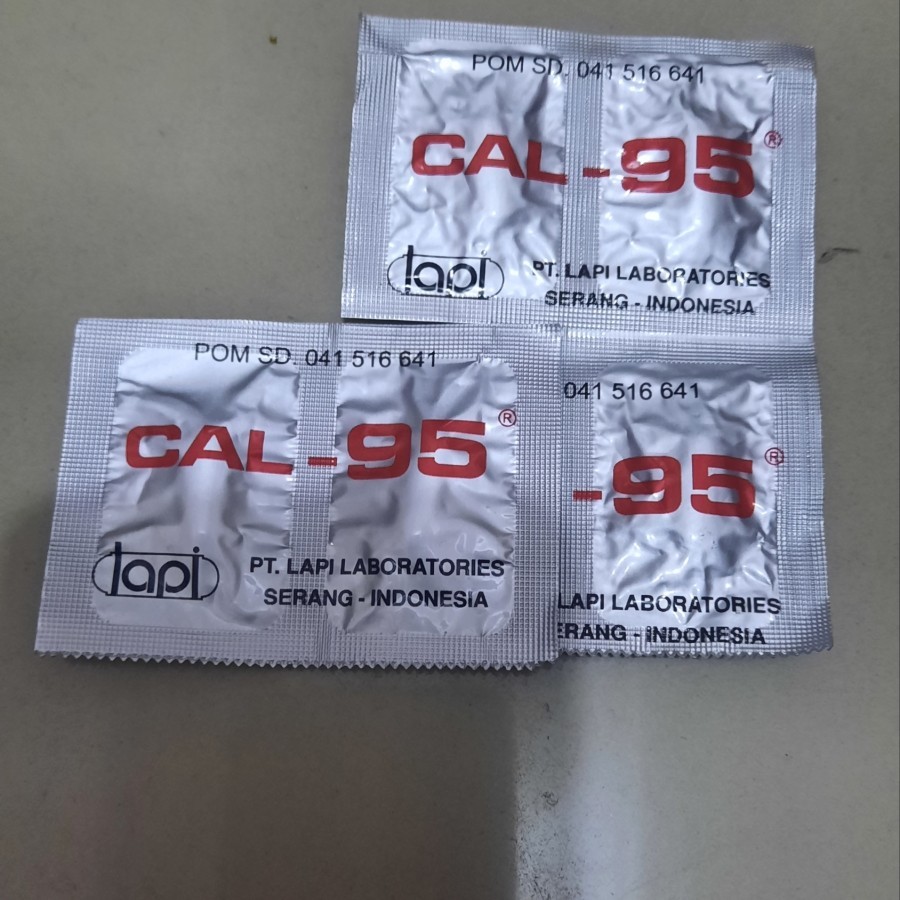 POM SD. 041 516 641
CAL-95®
lapi
PT. LAPI LABORATORIES
SERANG - INDONESIA
POM SD. 041 516 641
CAL-95®
lapi
PT. LAPI LABORATORIES
SERANG - INDONESIA
041 516 641
-95®
LAPI LABORATORIES
ERANG - INDONESIA